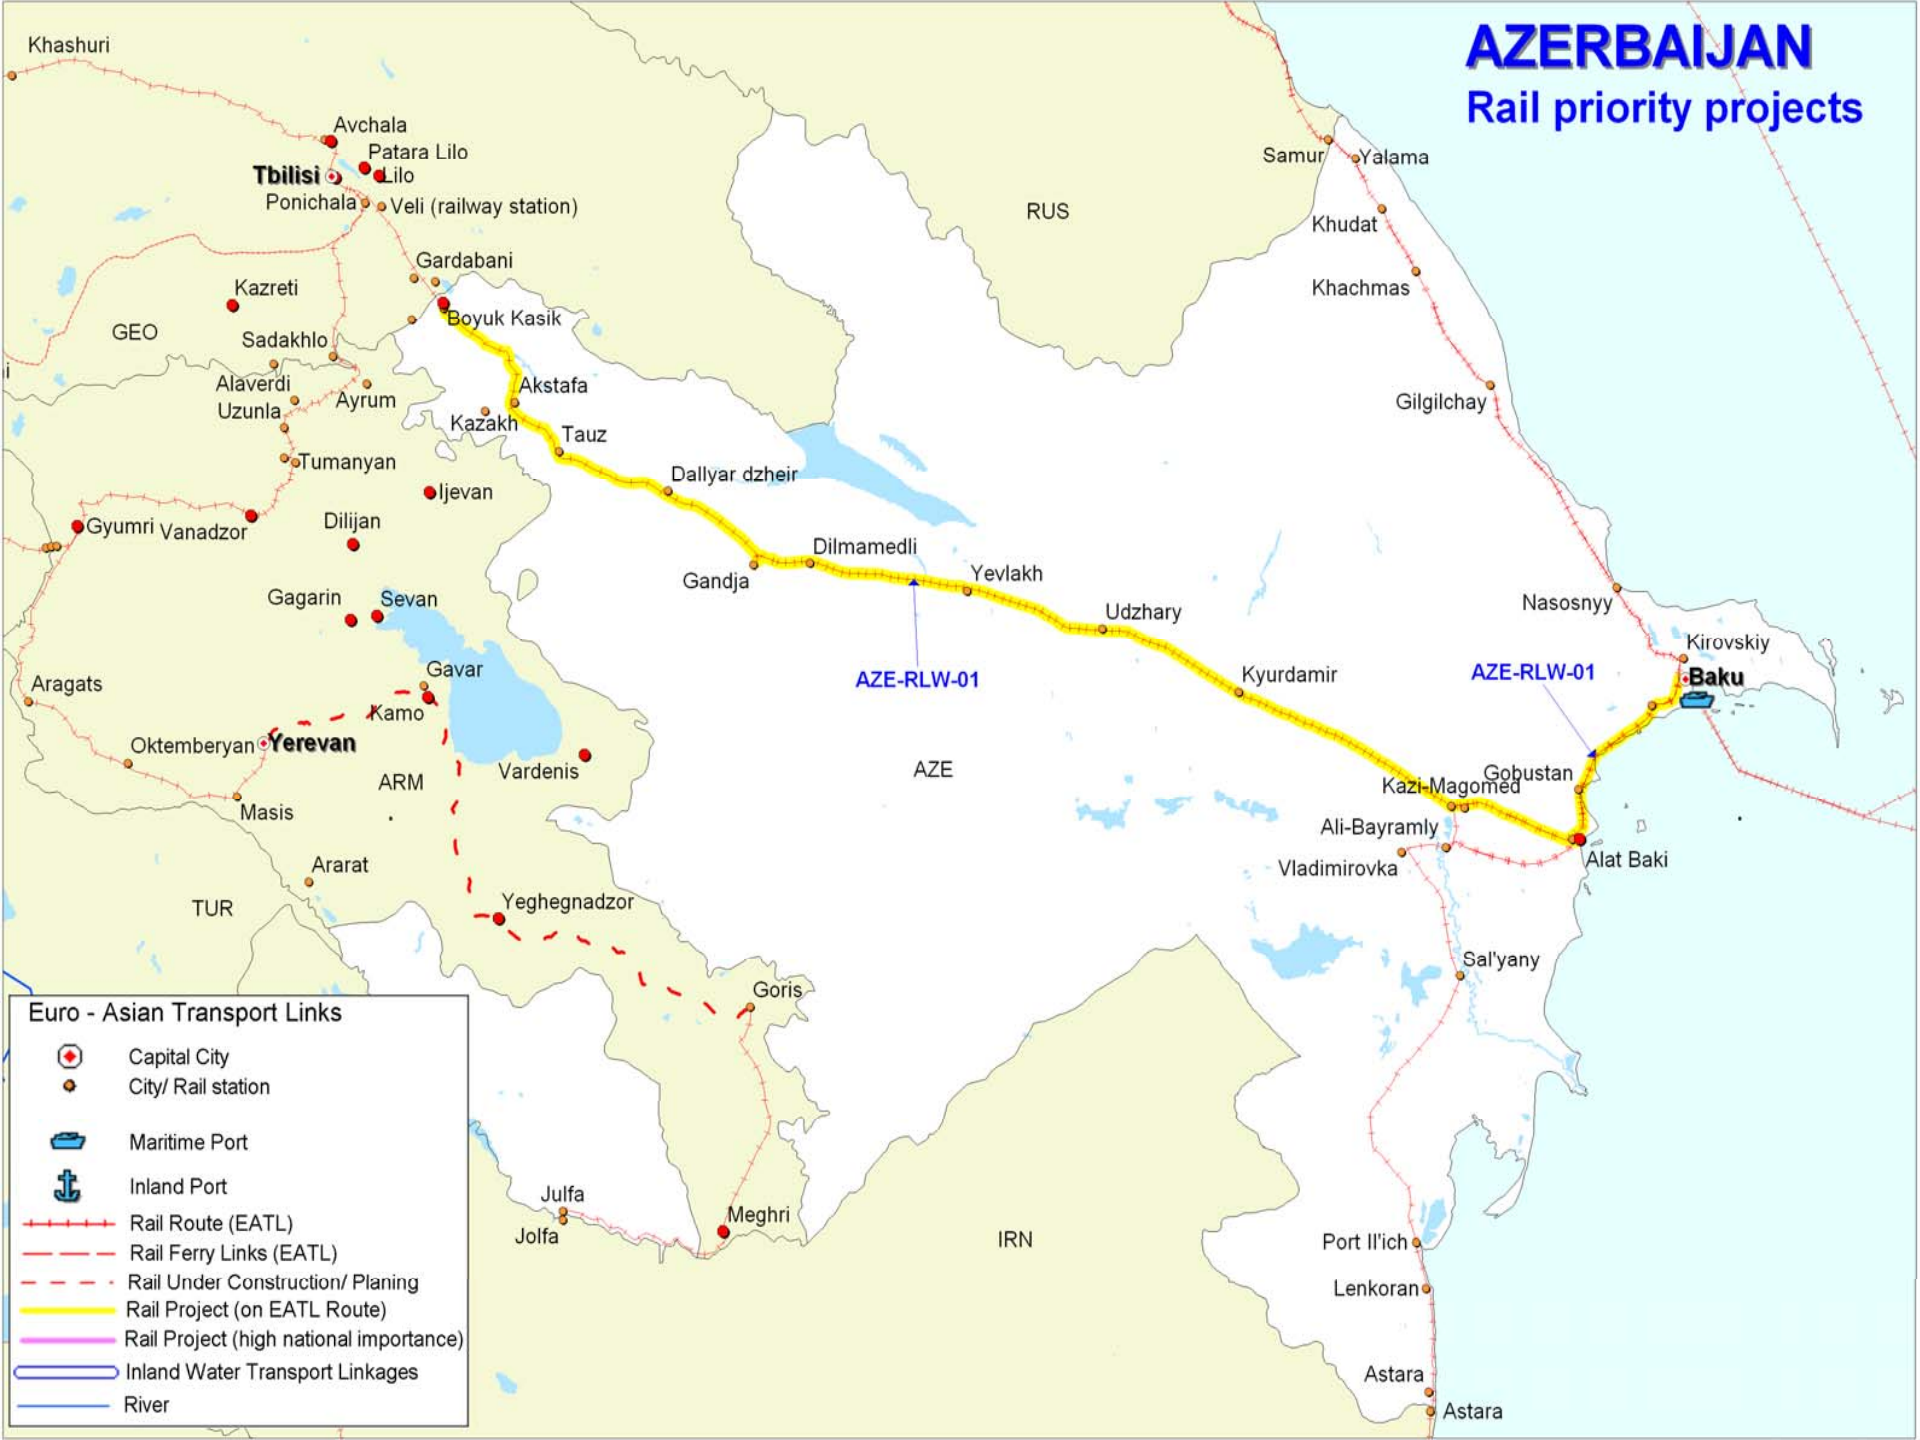 AZERBAIJAN
Rail priority projects
Khashuri
Avchala
Patara Lilo
Tbilisi
Lilo
Ponichala
Veli (railway station)
Samur
Yalama
RUS
Khudat
Gardabani
Kazreti
Khachmas
Boyuk Kasik
GEO
Sadakhlo
i
Alaverdi
Akstafa
Ayrum
Uzunla
Gilgilchay
Kazakh
Tauz
Tumanyan
Dallyar dzheir
Ijevan
Gyumri
Vanadzor
Dilijan
Dilmamedli
Gandja
Yevlakh
Gagarin
Sevan
Udzhary
Nasosnyy
Kirovskiy
Gavar
AZE-RLW-01
AZE-RLW-01
Baku
Kyurdamir
Aragats
Kamo
Oktemberyan
Yerevan
Vardenis
AZE
ARM
Gobustan
Kazi-Magomed
Masis
Ali-Bayramly
Alat Baki
Vladimirovka
Ararat
TUR
Yeghegnadzor
Sal'yany
Goris
Julfa
Jolfa
Meghri
IRN
Port Il'ich
Lenkoran
Astara
Astara
Euro - Asian Transport Links
Capital City
City/ Rail station
Maritime Port
Inland Port
Rail Route (EATL)
Rail Ferry Links (EATL)
Rail Under Construction/ Planing
Rail Project (on EATL Route)
Rail Project (high national importance)
Inland Water Transport Linkages
River